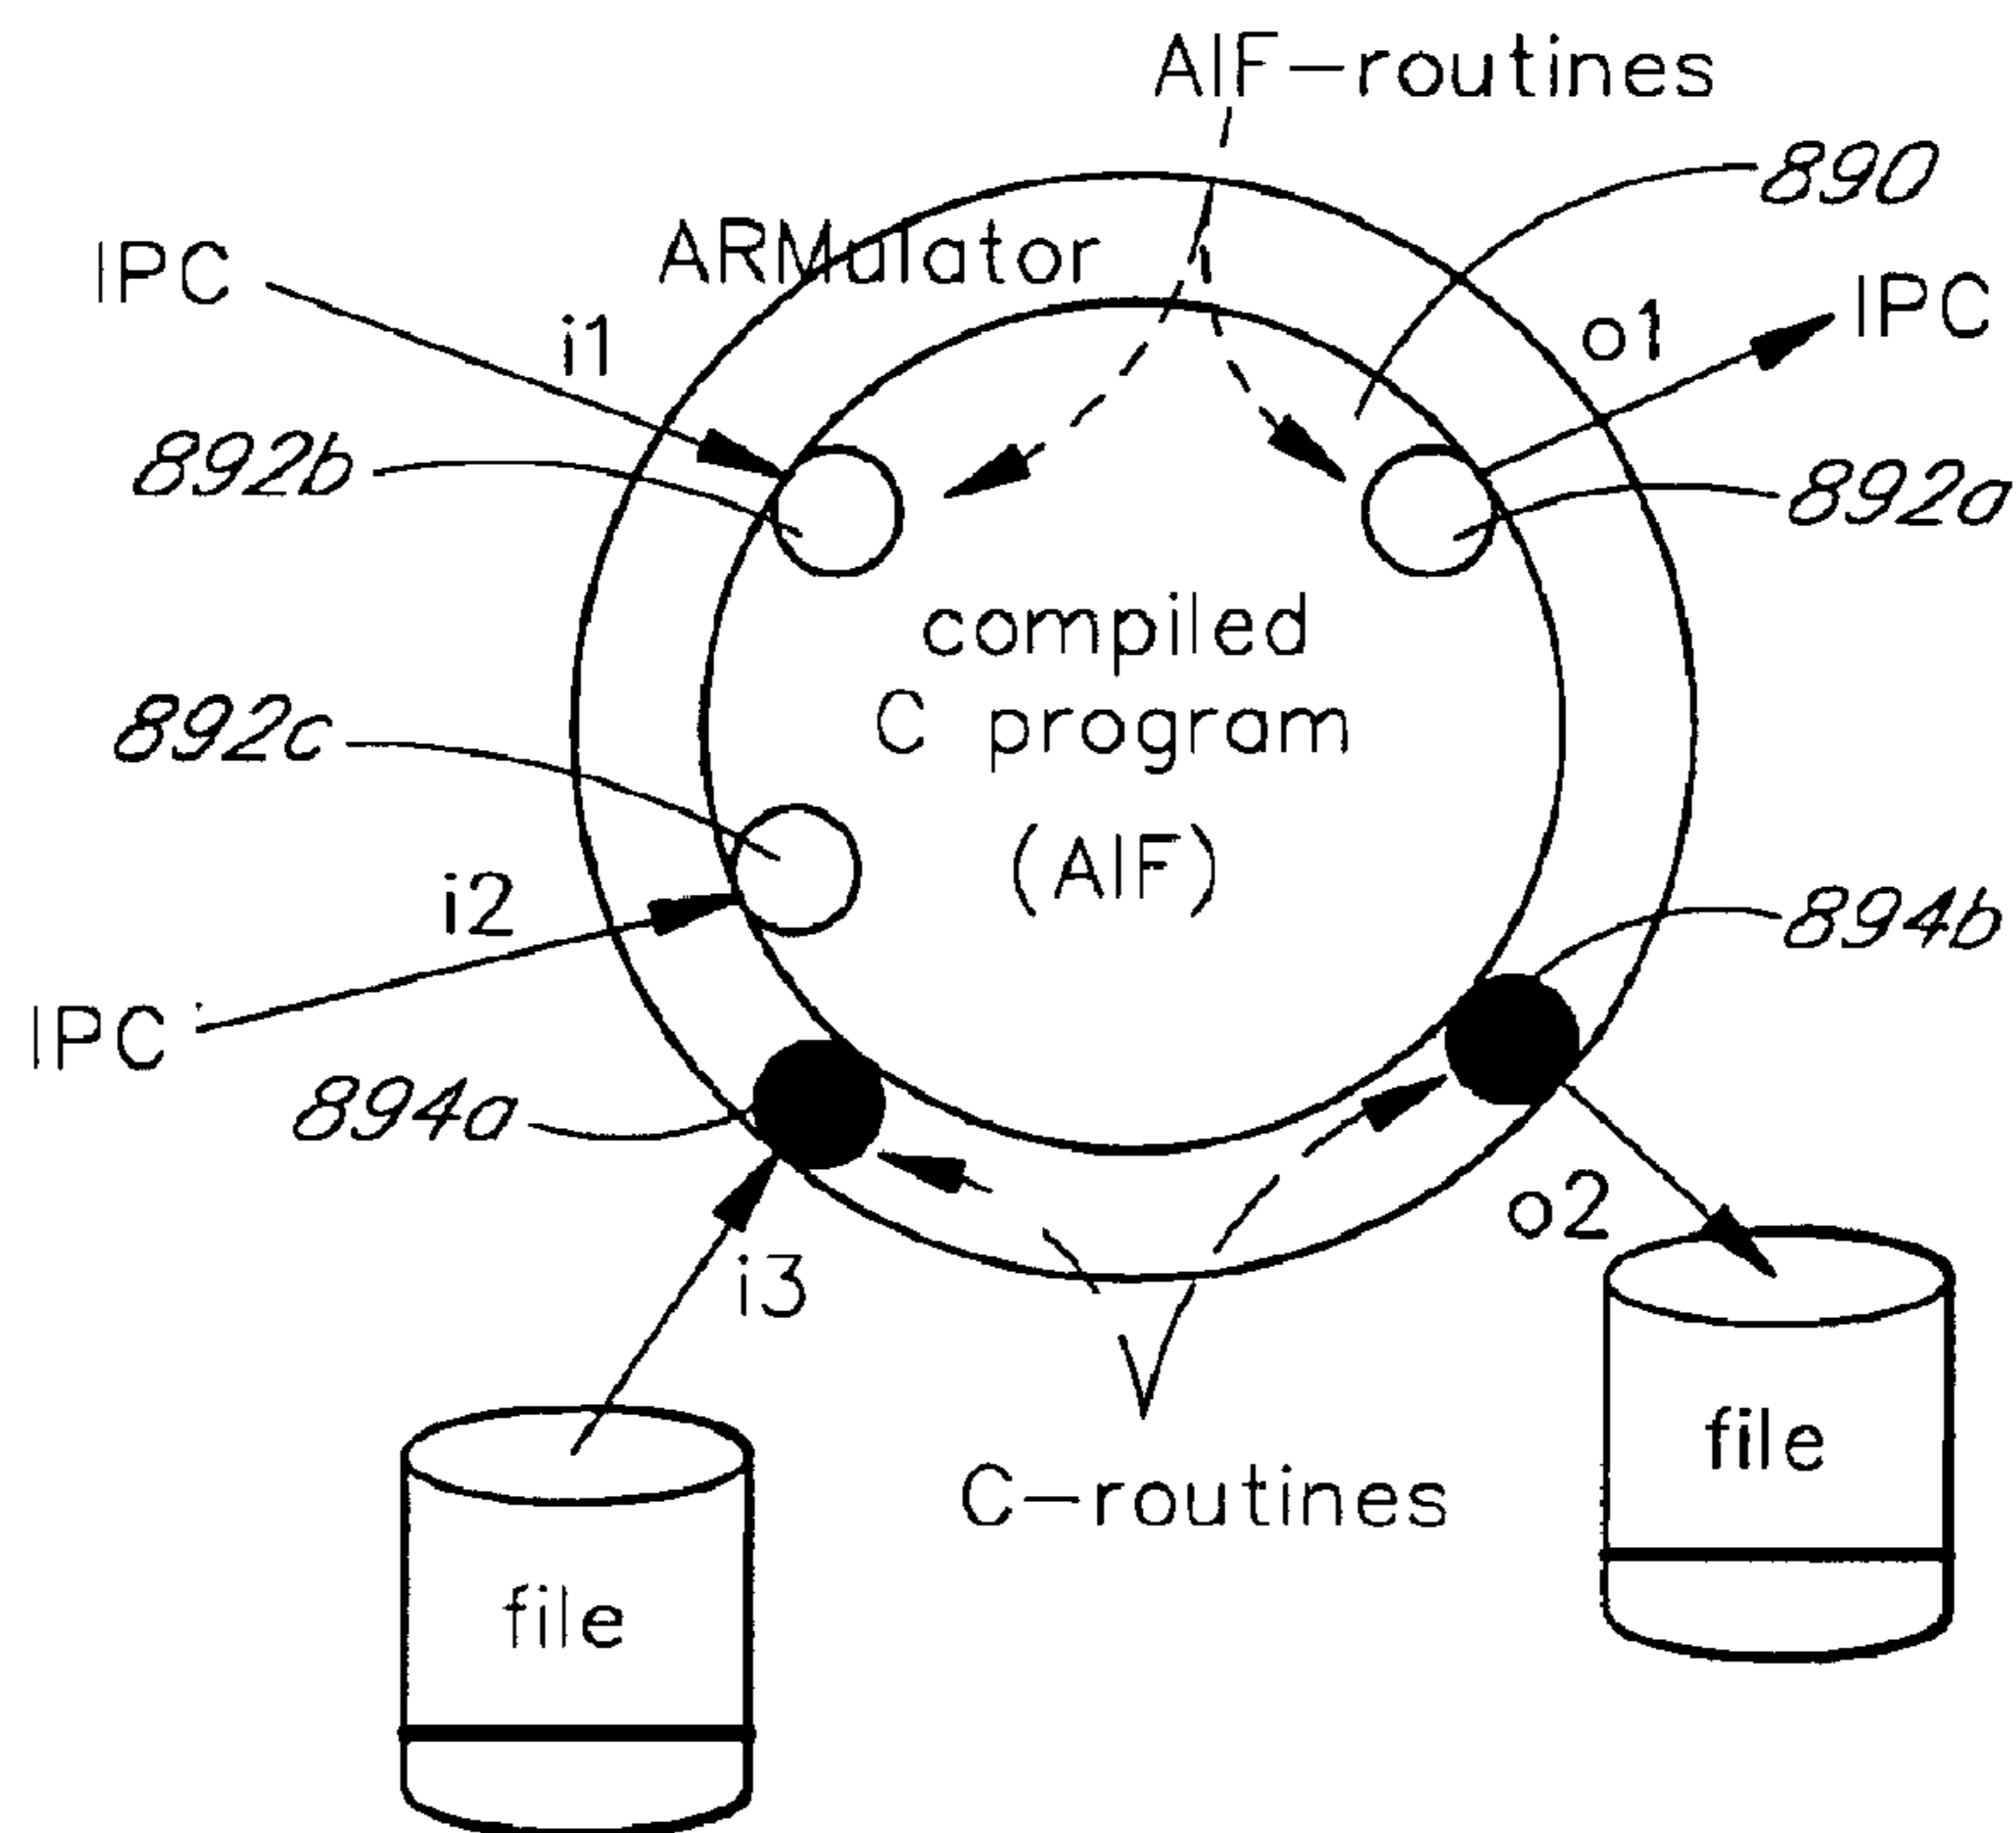 AIF-routines
890
ARMulator
IPC
i1
o1
IPC
892b
892a
compiled
C program
(AIF)
892c
i2
894b
IPC
894a
o2
i3
file
C-routines
file